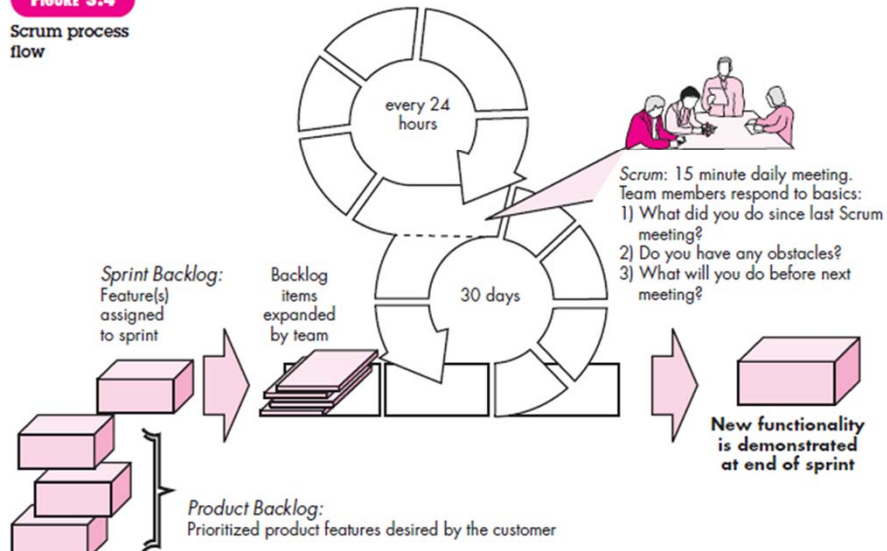 FIGURE 3.4
Scrum process
flow
every 24
hours
Scrum: 15 minute daily meeting.
Team members respond to basics:
1) What did you do since last Scrum
meeting?
2) Do you have any obstacles?
3) What will you do before next
meeting?
Sprint Backlog:
Feature(s)
assigned
to sprint
Backlog
items
expanded
by team
30 days
New functionality
is demonstrated
at end of sprint
Product Backlog:
Prioritized product features desired by the customer